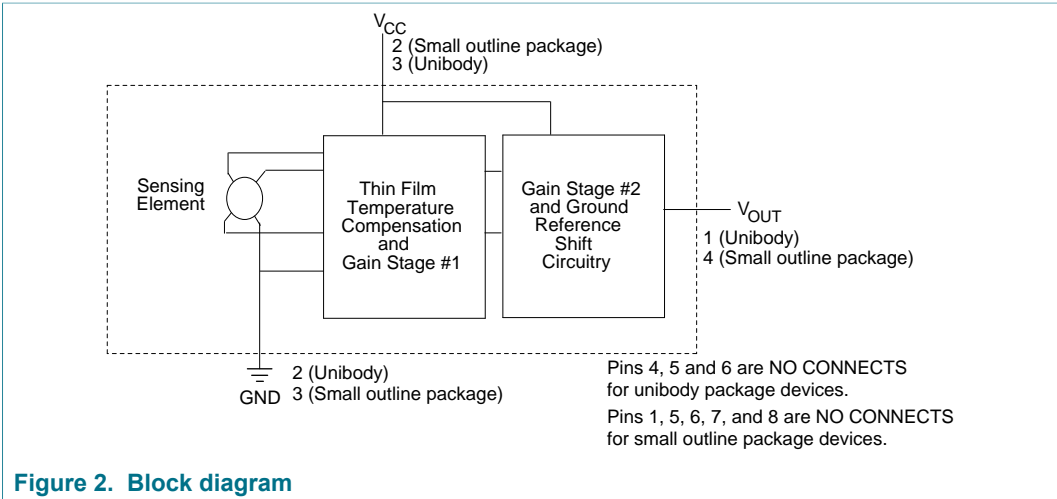 VCC
2 (Small outline package)
3 (Unibody)
Sensing
Element
Thin Film
Temperature
Compensation
and
Gain Stage #1
Gain Stage #2
and Ground
Reference
Shift
Circuitry
VOUT
1 (Unibody)
4 (Small outline package)
2 (Unibody)
GND 3 (Small outline package)
Pins 4, 5 and 6 are NO CONNECTS
for unibody package devices.
Pins 1, 5, 6, 7, and 8 are NO CONNECTS
for small outline package devices.
Figure 2. Block diagram